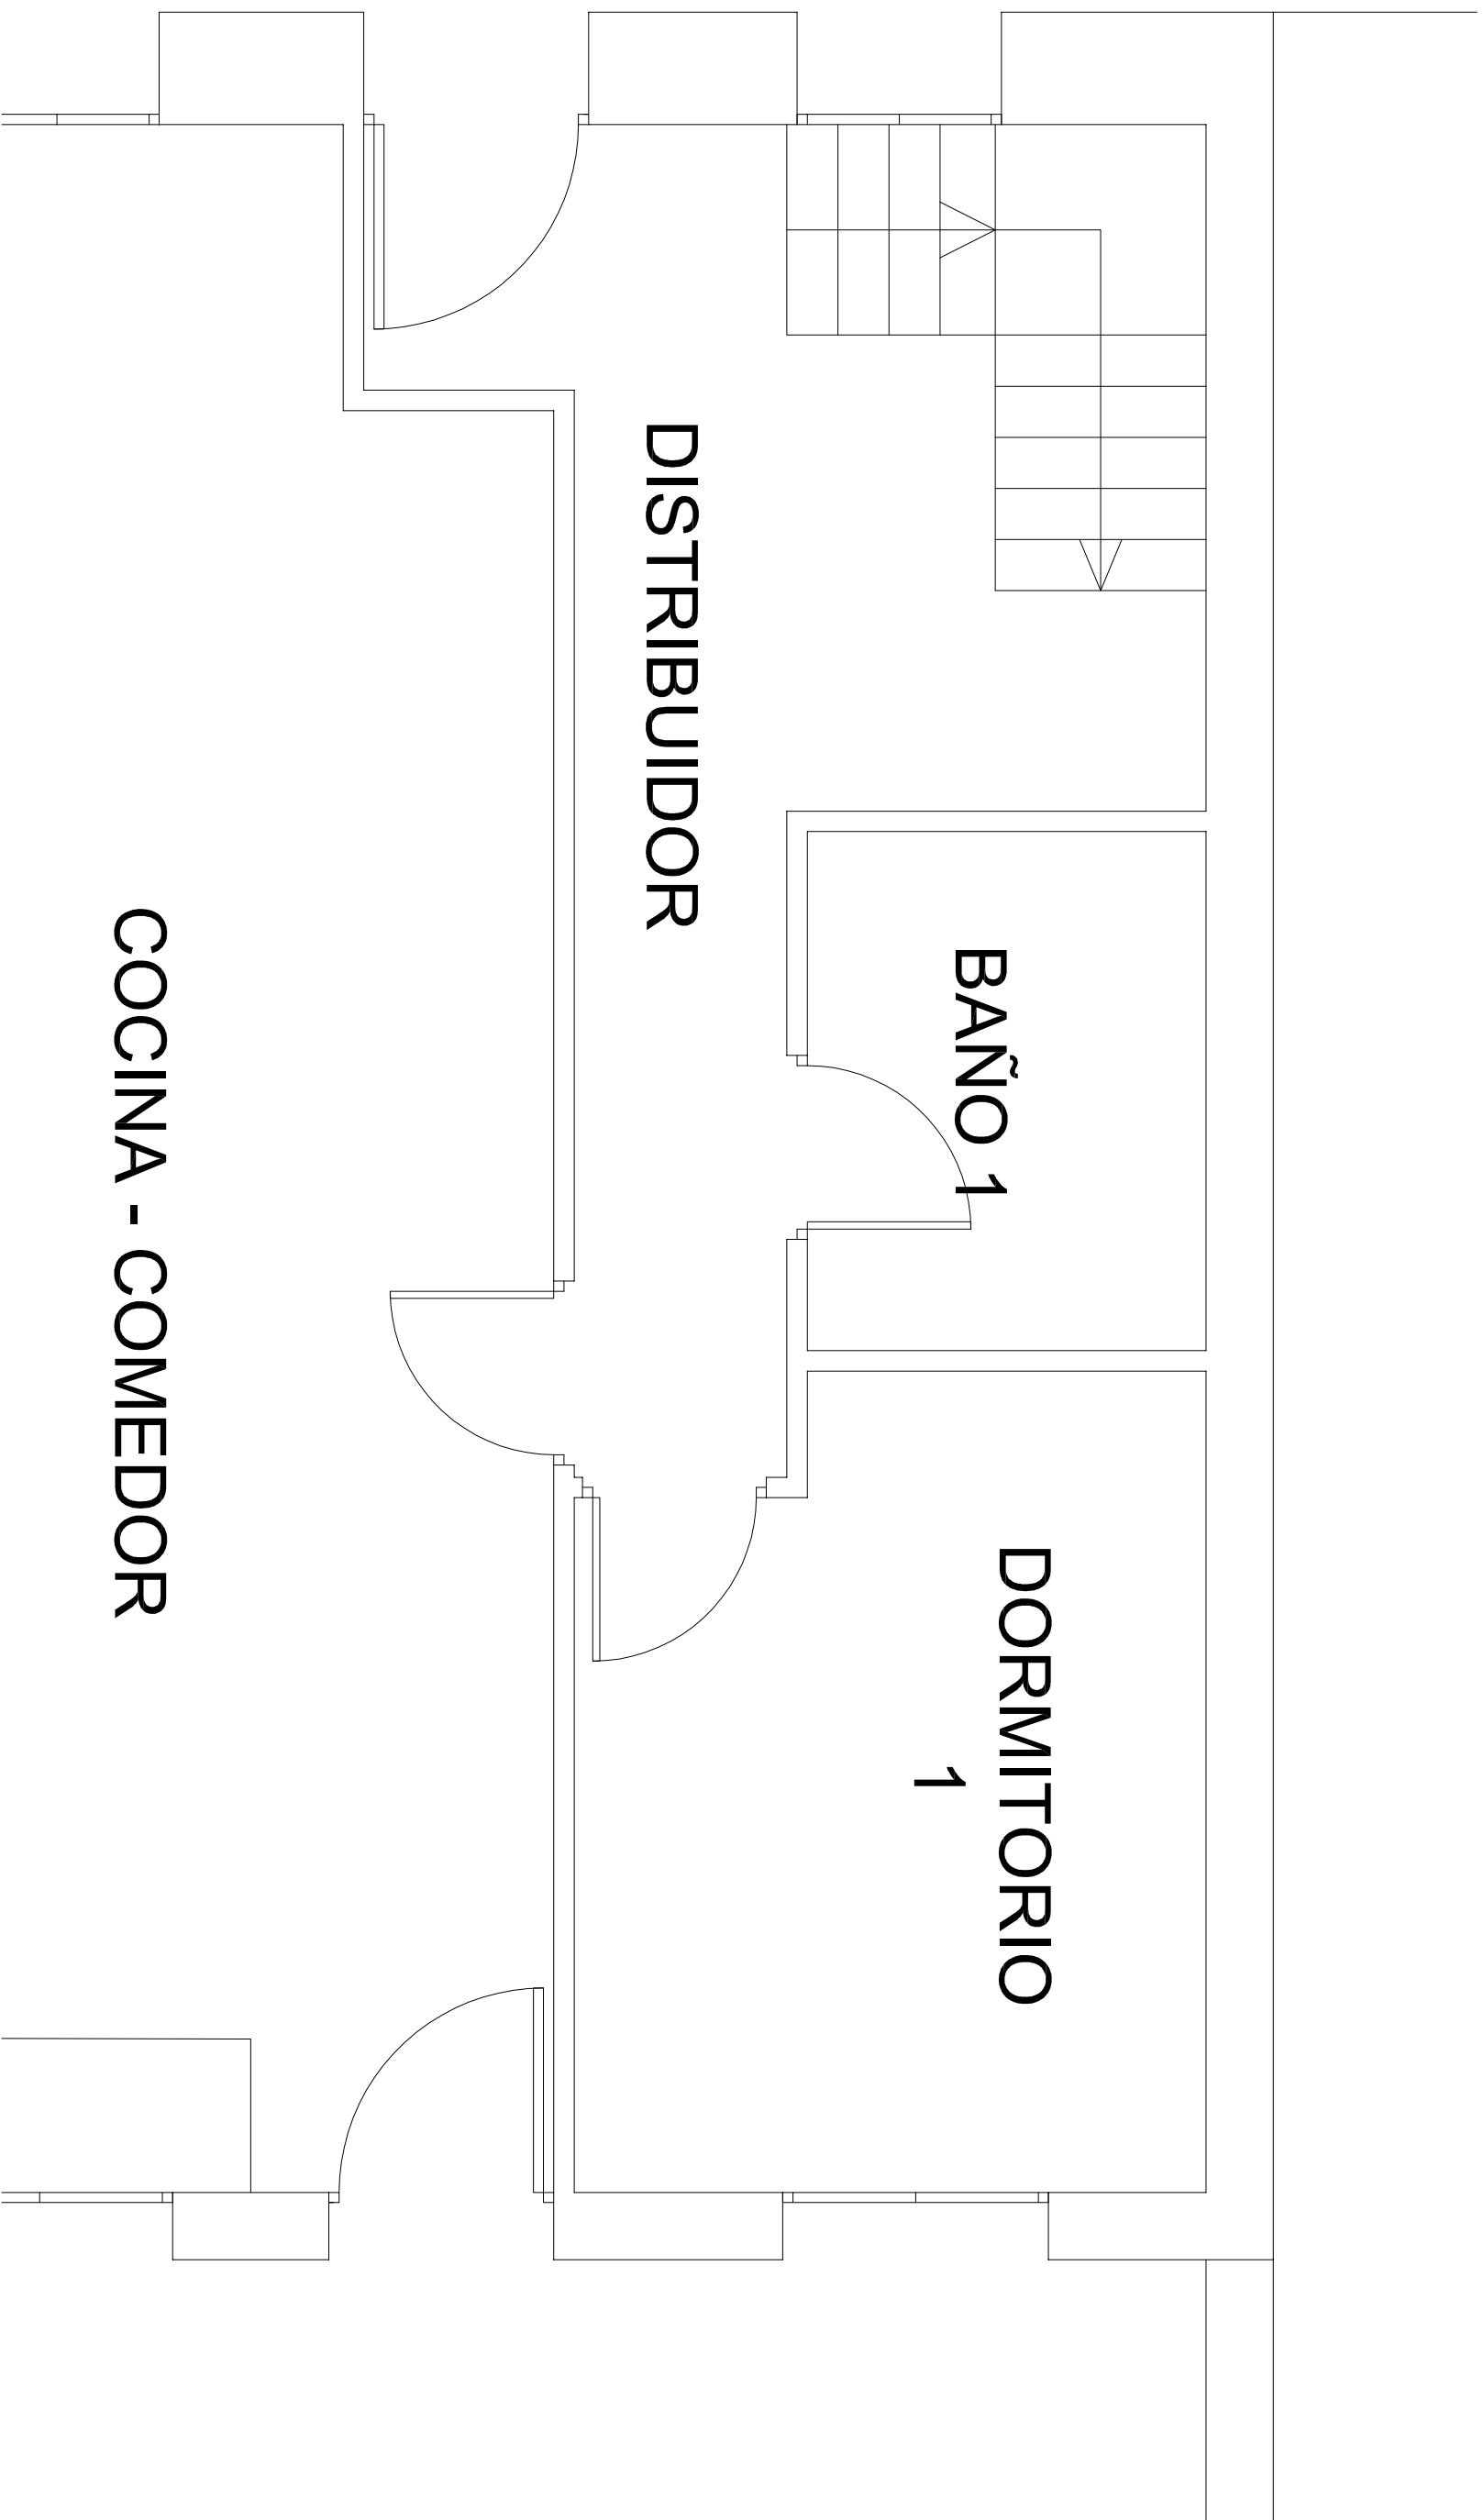 DORMITORIO
1
BAÑO 1
DISTRIBUIDOR
COCINA - COMEDOR